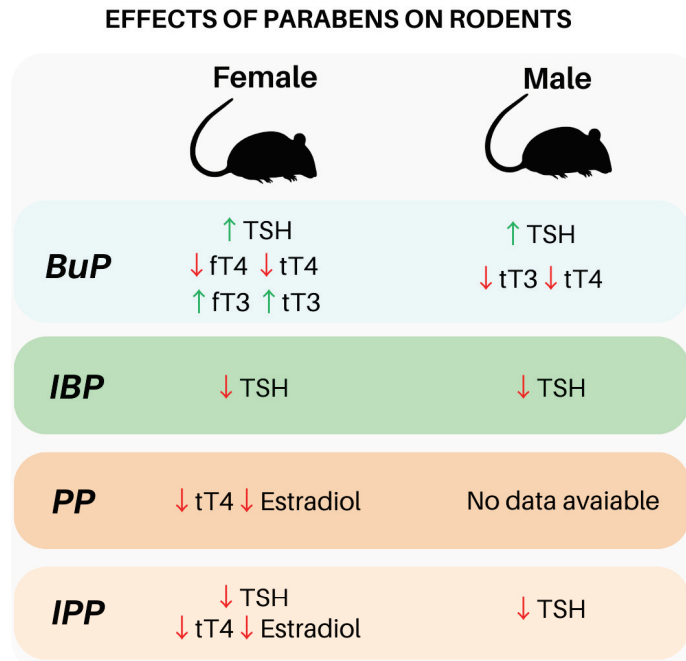 EFFECTS OF PARABENS ON RODENTS
Female Male
BuP
↑ TSH
↓ fT4 ↓ tT4
↑ fT3 ↑ tT3
↑ TSH
↓ tT3 ↓ tT4
IBP
↓ TSH
↓ TSH
PP
↓ tT4 ↓ Estradiol
No data avaiable
IPP
↓ TSH
↓ tT4 ↓ Estradiol
↓ TSH